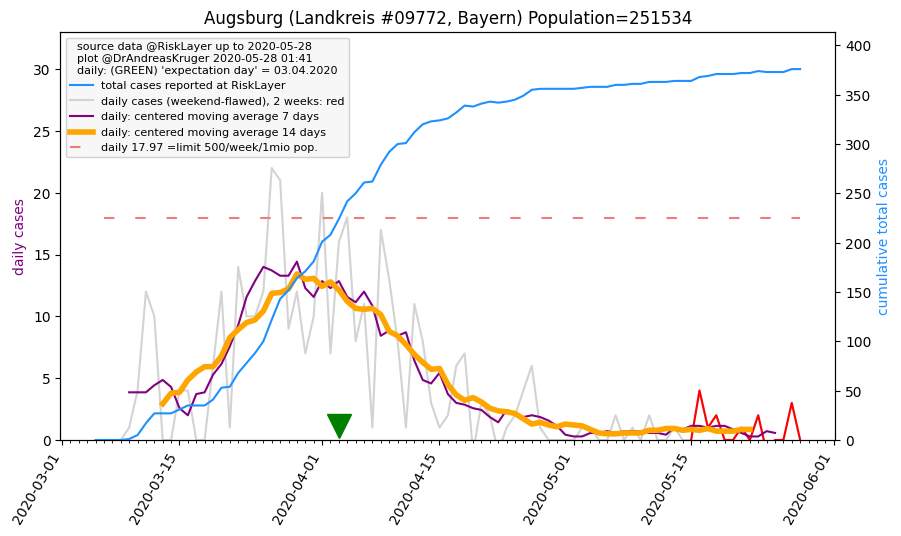 Augsburg (Landkreis #09772, Bayern) Population=251534
source data @RiskLayer up to 2020-05-28
plot @DrAndreasKruger 2020-05-28 01:41
daily: (GREEN) 'expectation day' = 03.04.2020
total cases reported at RiskLayer
daily cases (weekend-flawed), 2 weeks: red
daily: centered moving average 7 days
daily: centered moving average 14 days
daily 17.97 =limit 500/week/1mio pop.
daily cases
30
25
20
15
10
5
0
400
350
300
250
200
150
100
50
0
cumulative total cases
2020-03-01
2020-03-15
2020-04-01
2020-04-15
2020-05-01
2020-05-15
2020-06-01